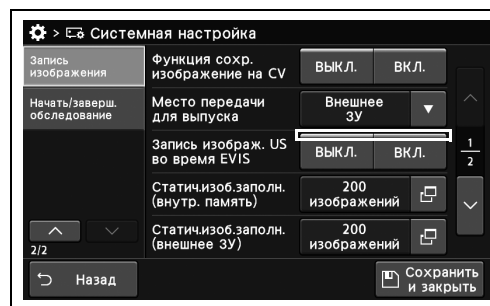 > Системная настройка
Запись
изображения
Начать/заверш.
обследование
2/2
Функция сохр.
изображение на CV
ВЫКЛ. ВКЛ.
Место передачи
для выпуска
Внешнее
ЗУ
Запись изображ. US
во время EVIS
ВЫКЛ. ВКЛ.
Статич.изоб.заполн.
(внутр. память)
200
изображений
Статич.изоб.заполн.
(внешнее ЗУ)
200
изображений
1
2
Назад
Сохранить
и закрыть